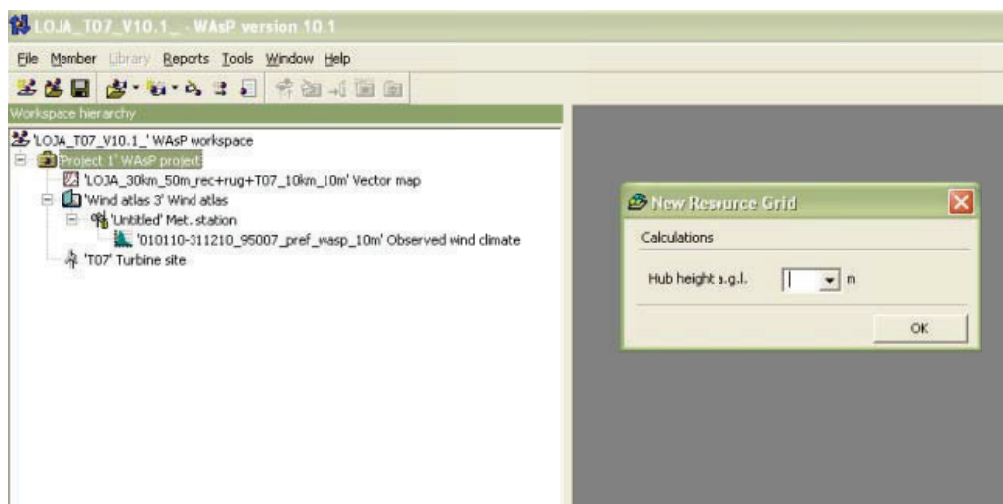 LOJA_T07_V10.1_ - WAsP version 10.1
File Member Library Reports Tools Window Help
Workspace hierarchy
'LOJA_T07_V10.1_' WAsP workspace
'Project 1' WAsP project
'LOJA_30km_50m_rec+rug+T07_10km_10m' Vector map
'Wind atlas 3' Wind atlas
'Untitled' Met. station
'010110-311210_95007_pref_wasp_10m' Observed wind climate
'T07' Turbine site
New Resource Grid
Calculations
Hub height a.g.l. m
OK